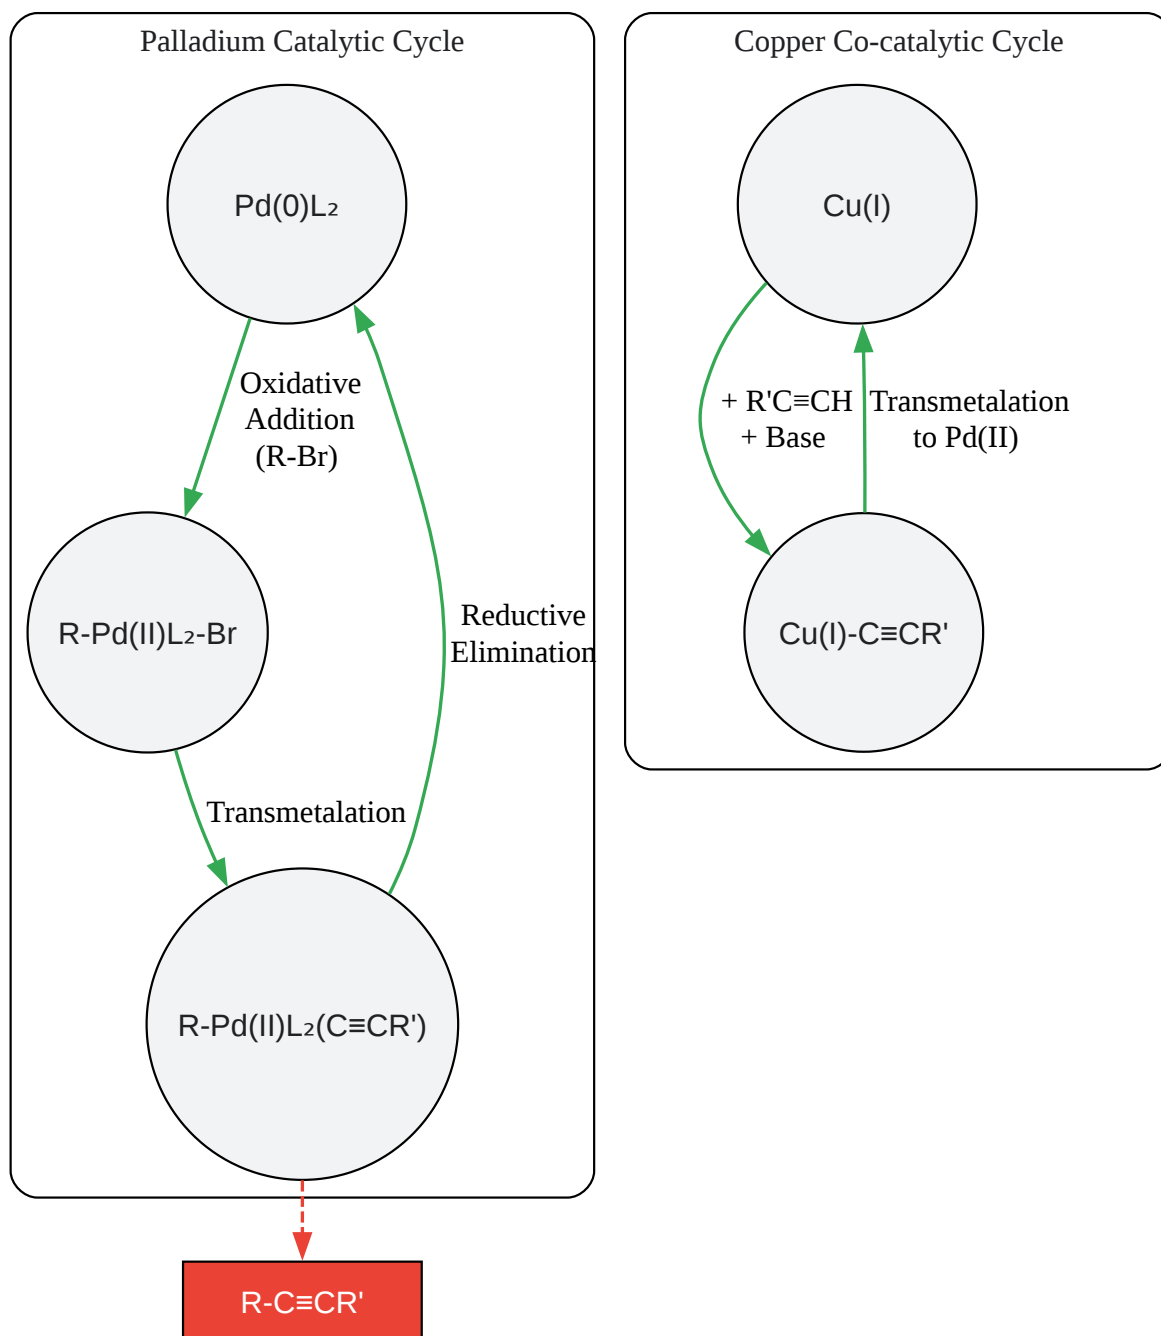 Palladium Catalytic Cycle
Pd(0)L₂
Oxidative
Addition
(R-Br)
R-Pd(II)L₂-Br
Reductive
Elimination
Transmetalation
R-Pd(II)L₂(C≡CR')
R-C≡CR'
Copper Co-catalytic Cycle
Cu(I)
+ R'C≡CH
+ Base
Transmetalation
to Pd(II)
Cu(I)-C≡CR'